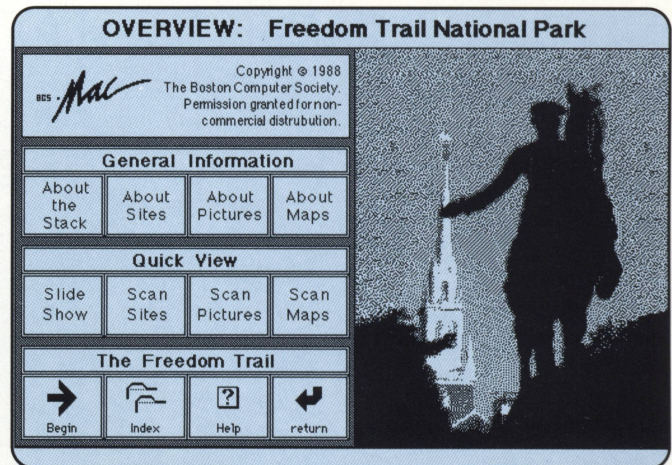 OVERVIEW: Freedom Trail National Park
BCS • Mac
Copyright © 1988
The Boston Computer Society.
Permission granted for non-
commercial distrubution.
General Information
About the Stack
About Sites
About Pictures
About Maps
Quick View
Slide Show
Scan Sites
Scan Pictures
Scan Maps
The Freedom Trail
?
Begin
Index
Help
return